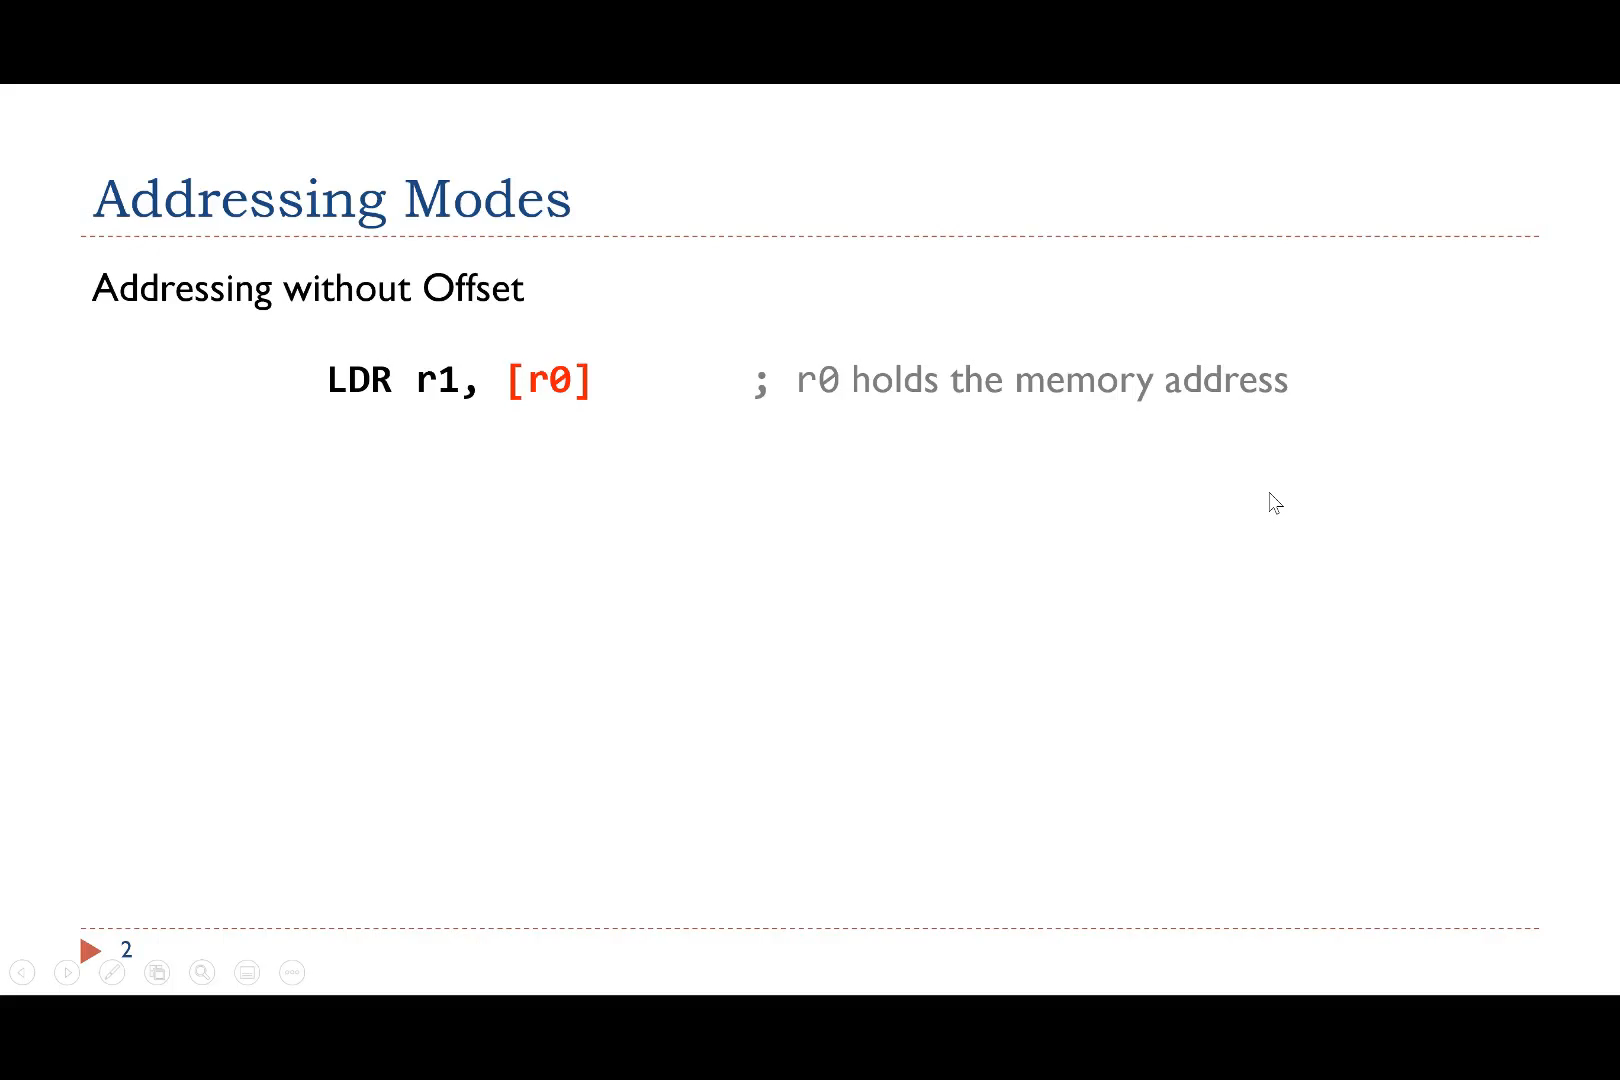 Addressing Modes
Addressing without Offset
LDR r1, [r0] ; r0 holds the memory address
2